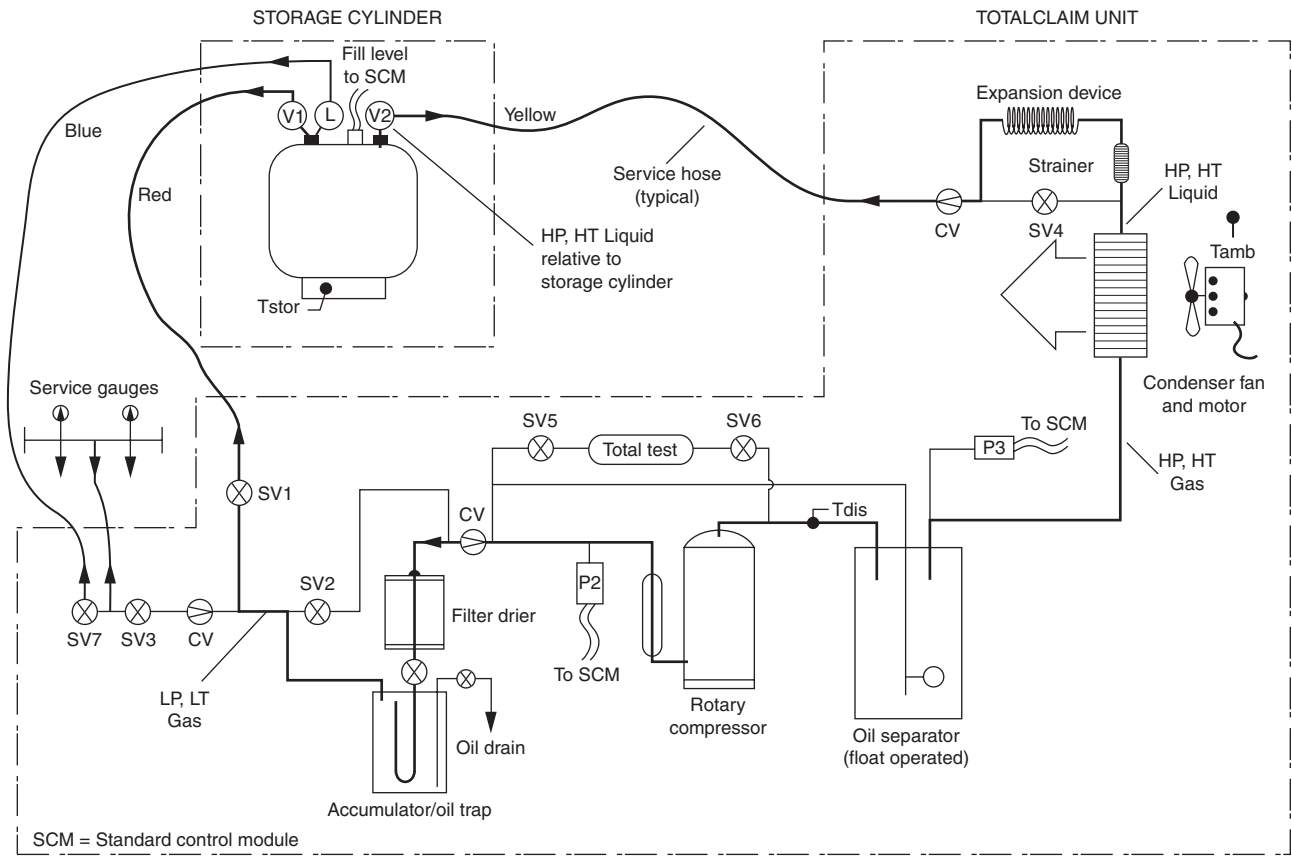 STORAGE CYLINDER
TOTALCLAIM UNIT
Fill level
to SCM
V1
L
V2
Yellow
Blue
Red
Service hose
(typical)
HP, HT Liquid
relative to
storage cylinder
Tstor
Expansion device
Strainer
HP, HT
Liquid
CV
SV4
Tamb
Condenser fan
and motor
Service gauges
SV1
SV5
Total test
SV6
P3
To SCM
HP, HT
Gas
CV
Tdis
SV2
P2
To SCM
Filter drier
SV7
SV3
CV
LP, LT
Gas
Oil drain
Rotary
compressor
Oil separator
(float operated)
Accumulator/oil trap
SCM = Standard control module